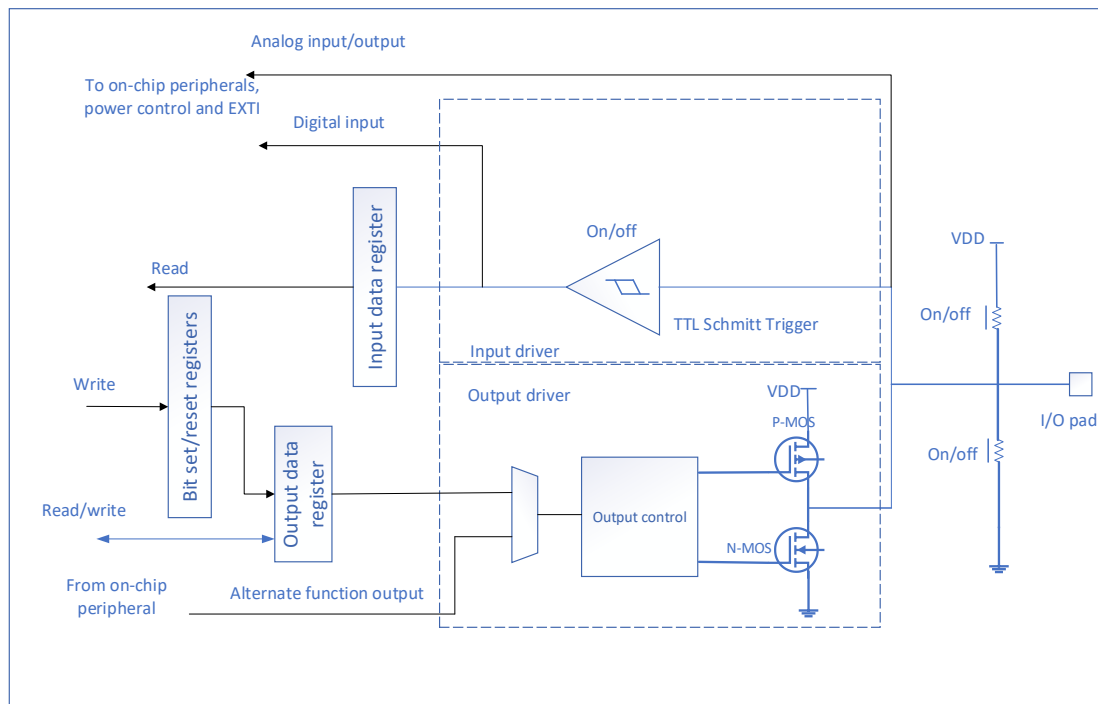 Analog input/output
To on-chip peripherals,
power control and EXTI
Digital input
On/off
Input data register
Read
TTL Schmitt Trigger
VDD
On/off
Input driver
Bit set/reset registers
Write
Output driver
VDD
P-MOS
I/O pad
On/off
Output data
register
Read/write
Output control
N-MOS
From on-chip
peripheral
Alternate function output